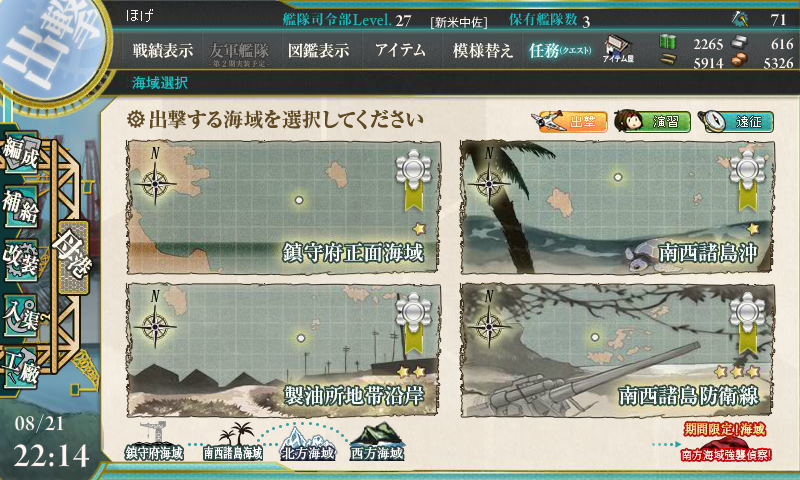 出撃
ほげ
艦隊司令部Level. 27
[新米中佐]
保有艦隊数 3
71
戦績表示
友軍艦隊
第2期実装予定
図鑑表示
アイテム
模様替え
任務(クエスト)
アイテム屋
2265
616
5914
5326
海域選択
出撃する海域を選択してください
出撃
演習
遠征
編成
補給
改装
入渠
2
工廠
母港
N
鎮守府正面海域
N
南西諸島沖
N
製油所地帯沿岸
N
南西諸島防衛線
鎮守府海域
南西諸島海域
北方海域
西方海域
期間限定!海域
南方海域強襲偵察!
08/21
22:14